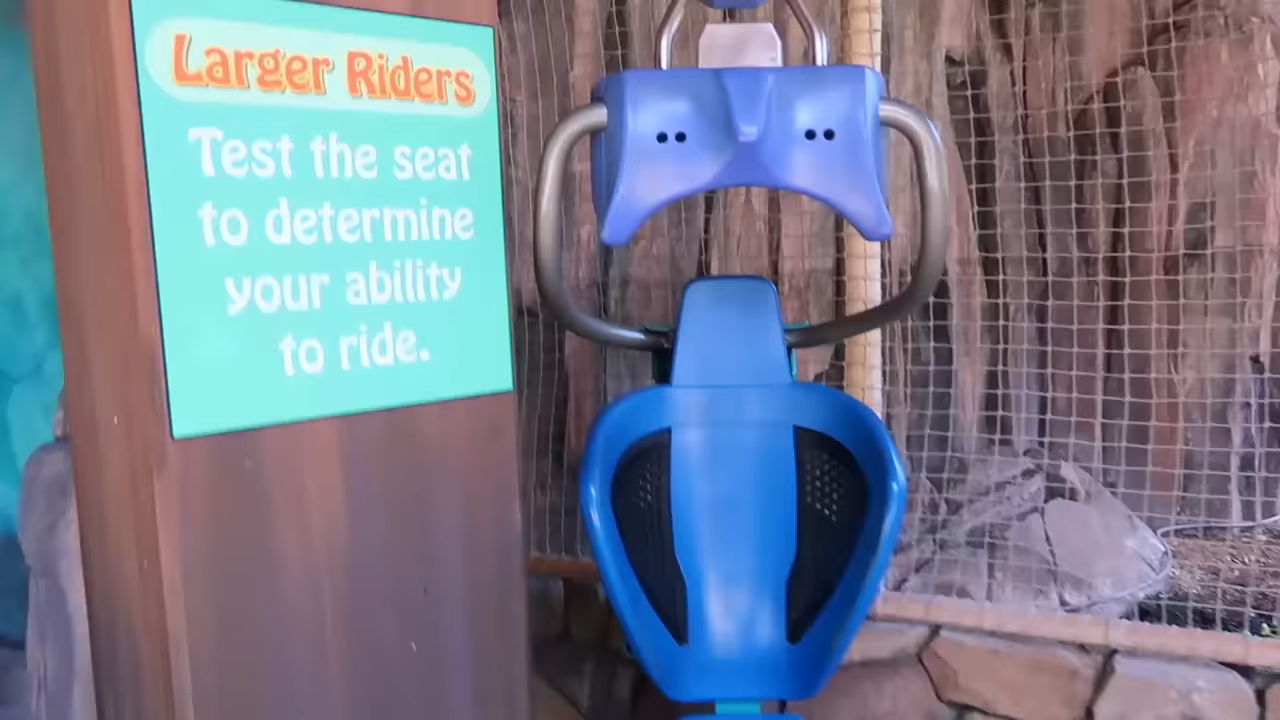 Larger Riders
Test the seat
to determine
your ability
to ride.